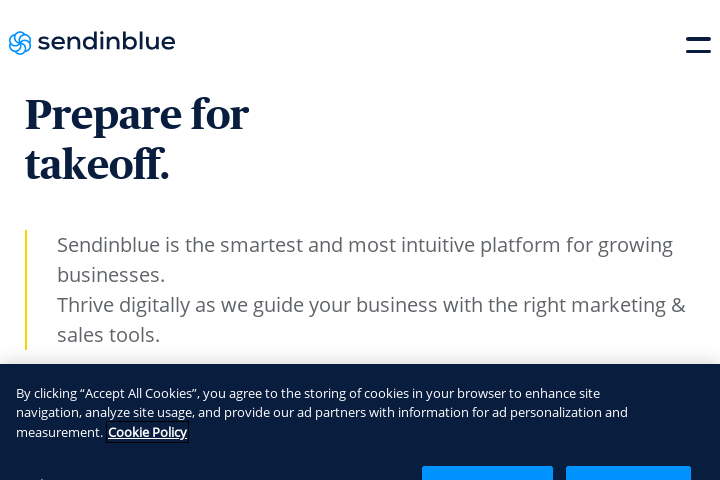 sendinblue
Prepare for
takeoff.
Sendinblue is the smartest and most intuitive platform for growing
businesses.
Thrive digitally as we guide your business with the right marketing &
sales tools.
By clicking “Accept All Cookies”, you agree to the storing of cookies in your browser to enhance site
navigation, analyze site usage, and provide our ad partners with information for ad personalization and
measurement. Cookie Policy